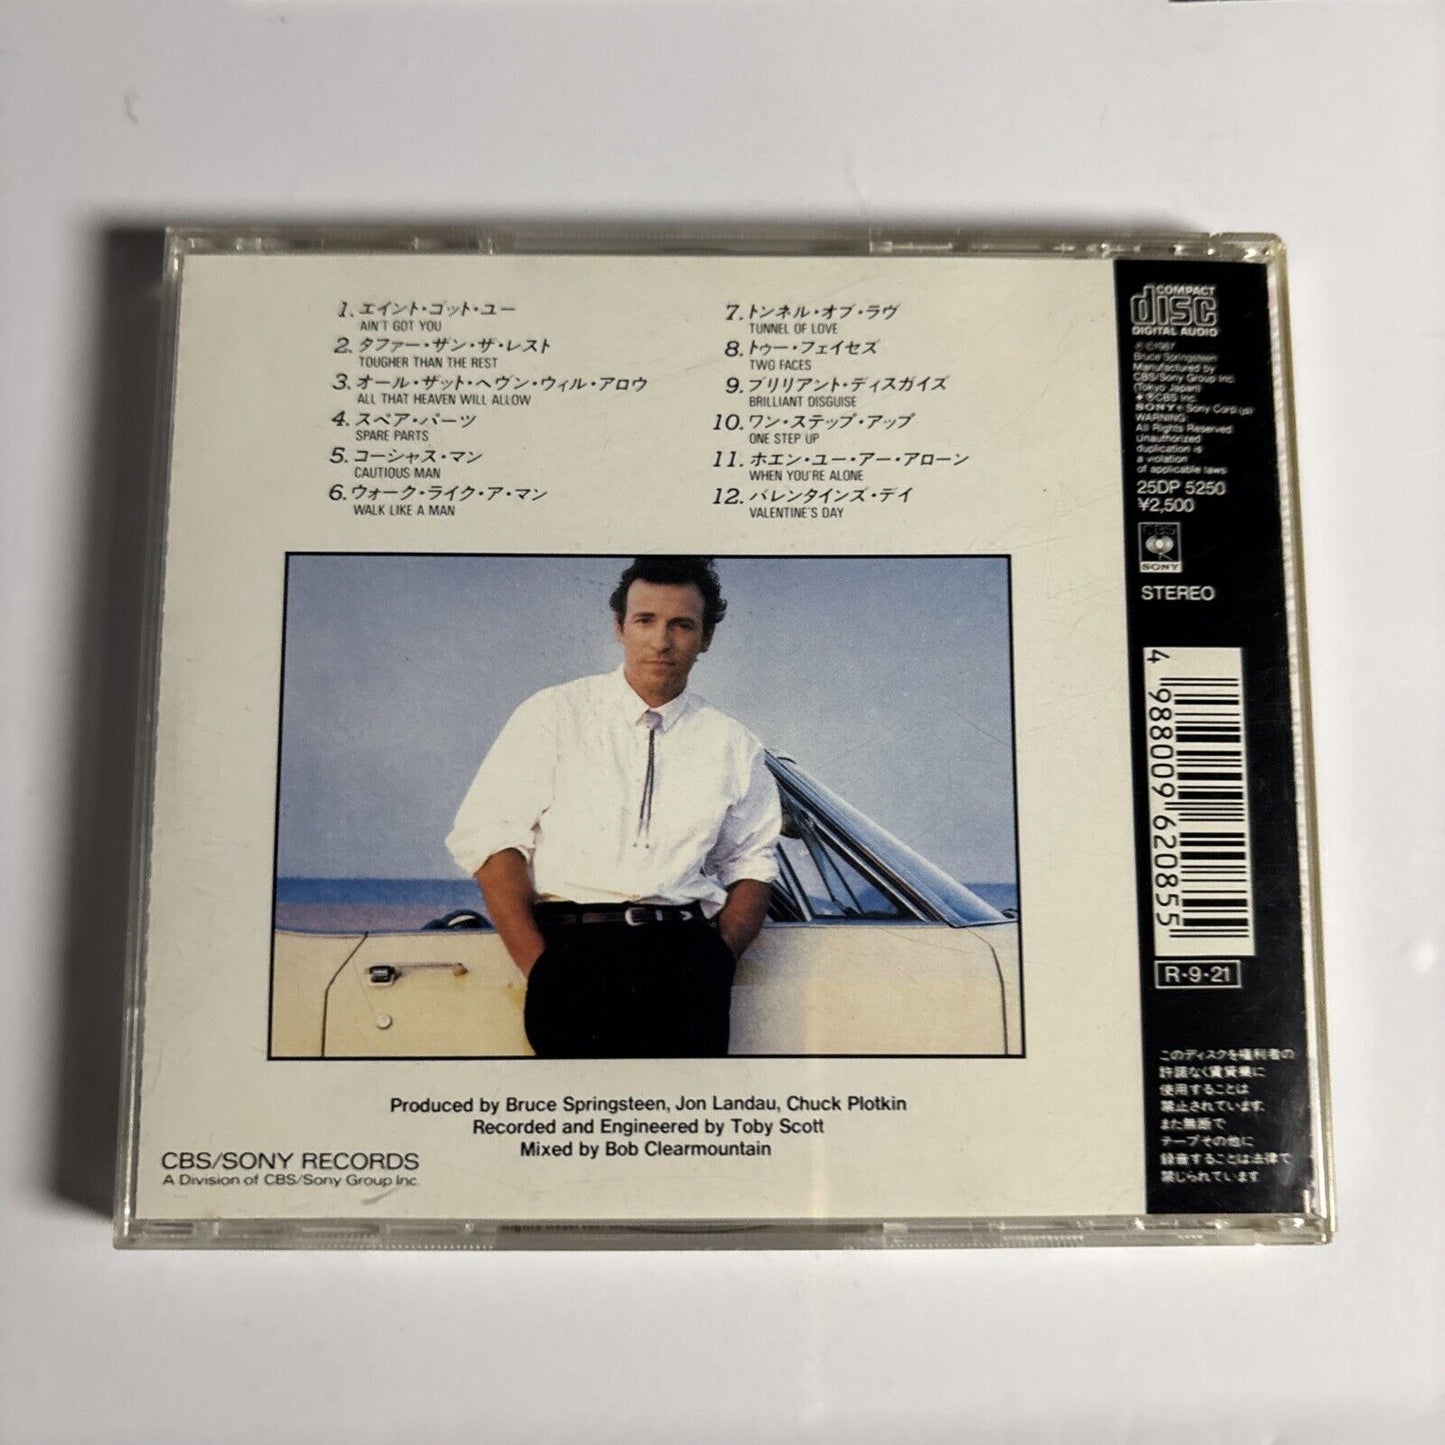 1. エイント・ゴット・ユー
AIN'T GOT YOU
2. タファー・ザン・ザ・レスト
TOUGHER THAN THE REST
3. オール・ザット・ヘヴン・ウィル・アロウ
ALL THAT HEAVEN WILL ALLOW
4. スペア・パーツ
SPARE PARTS
5. コーシャス・マン
CAUTIOUS MAN
6. ウォーク・ライク・ア・マン
WALK LIKE A MAN
7. トンネル・オブ・ラヴ
TUNNEL OF LOVE
8. トゥー・フェイセズ
TWO FACES
9. ブリリアント・ディスガイズ
BRILLIANT DISGUISE
10. ワン・ステップ・アップ
ONE STEP UP
11. ホエン・ユー・アー・アローン
WHEN YOU'RE ALONE
12. バレンタインズ・デイ
VALENTINE'S DAY
Produced by Bruce Springsteen, Jon Landau, Chuck Plotkin
Recorded and Engineered by Toby Scott
Mixed by Bob Clearmountain
CBS/SONY RECORDS
A Division of CBS/Sony Group Inc.
COMPACT
disc
DIGITAL AUDIO
℗ ©1987
Bruce Springsteen
Manufactured by
CBS/Sony Group Inc.
(Tokyo Japan)
®CBS Inc.
SONY® Sony Corp.
WARNING:
All Rights Reserved
Unauthorized
duplication is
a violation
of applicable laws
25DP 5250
¥2,500
CBS
SONY
STEREO
4 988009 620855
R・9・21
このディスクを権利者の
許諾なく賃貸業に
使用することは
禁止されています
また無断で
テープその他に
録音することは法律で
禁じられています